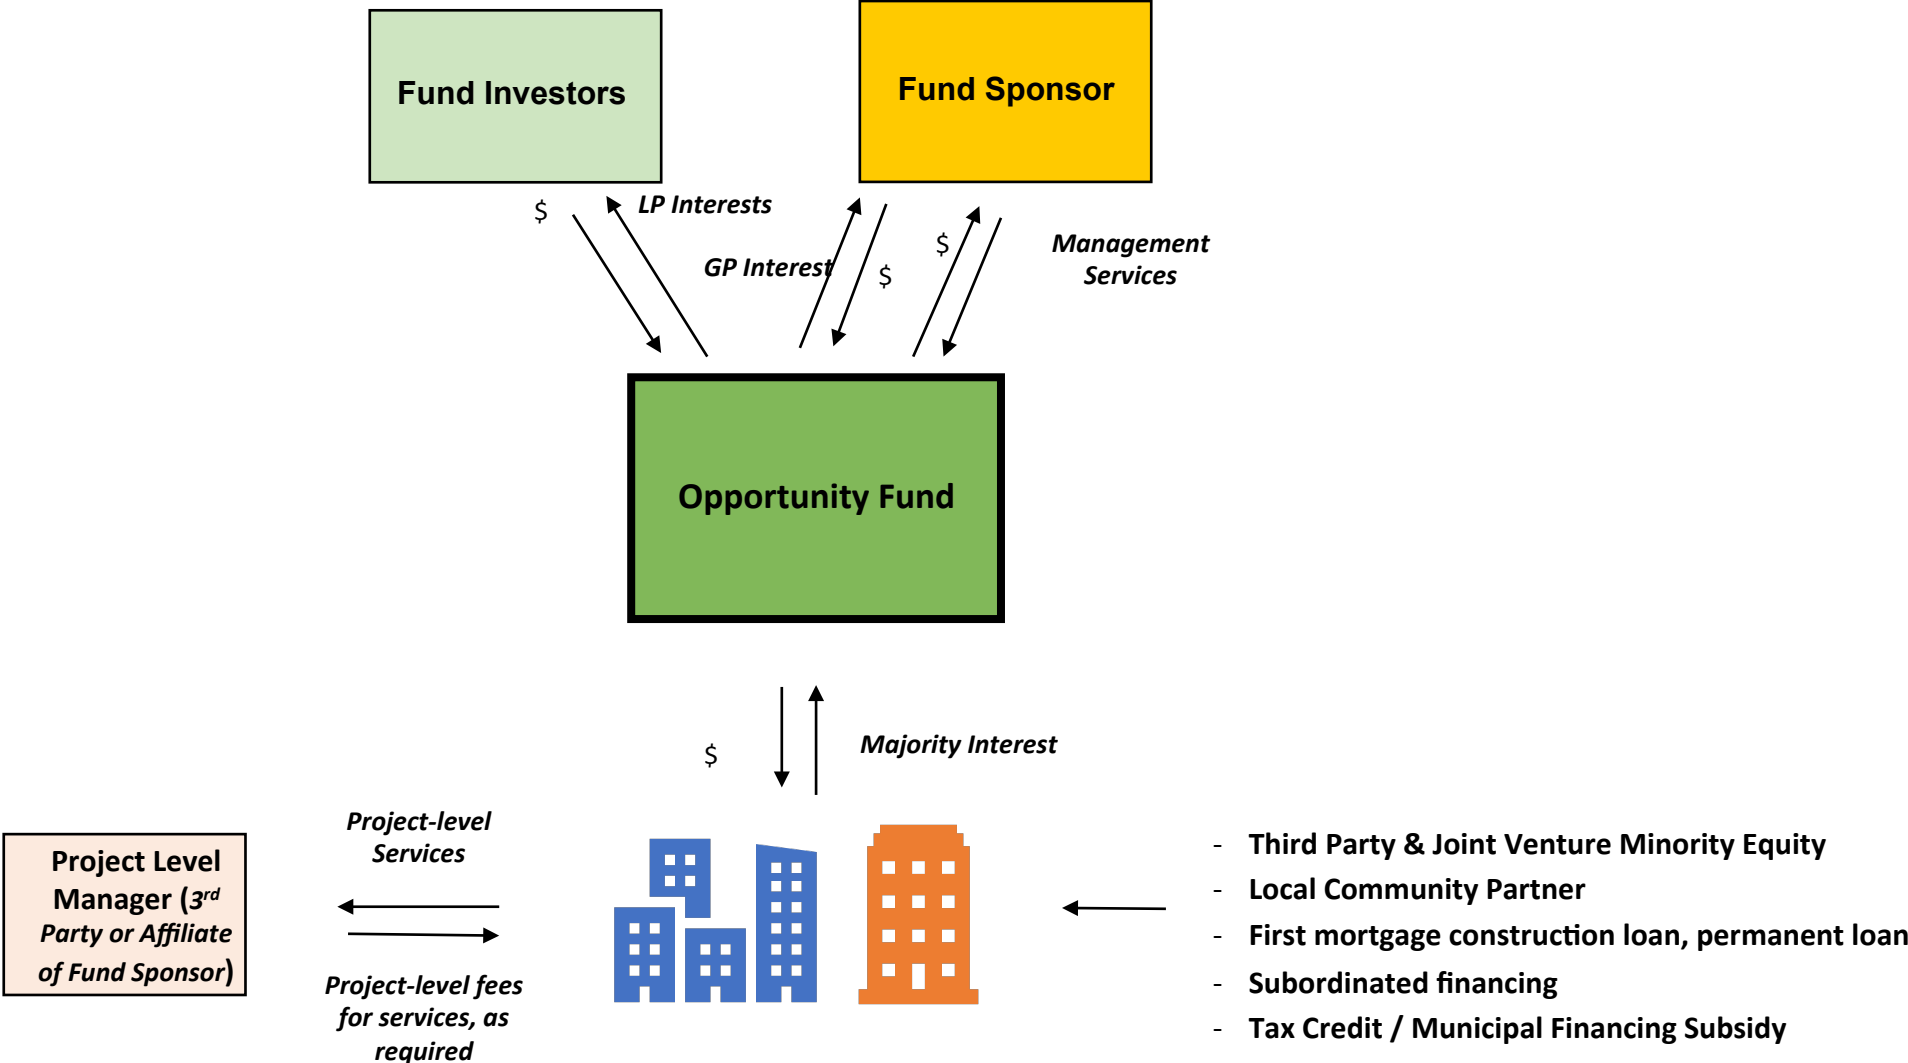 Fund Investors
Fund Sponsor
$
LP Interests
GP Interest
$
$
Management
Services
Opportunity Fund
$
Majority Interest
Project Level
Manager (3rd
Party or Affiliate
of Fund Sponsor)
Project-level
Services
Project-level fees
for services, as
required
- Third Party & Joint Venture Minority Equity
- Local Community Partner
- First mortgage construction loan, permanent loan
- Subordinated financing
- Tax Credit / Municipal Financing Subsidy